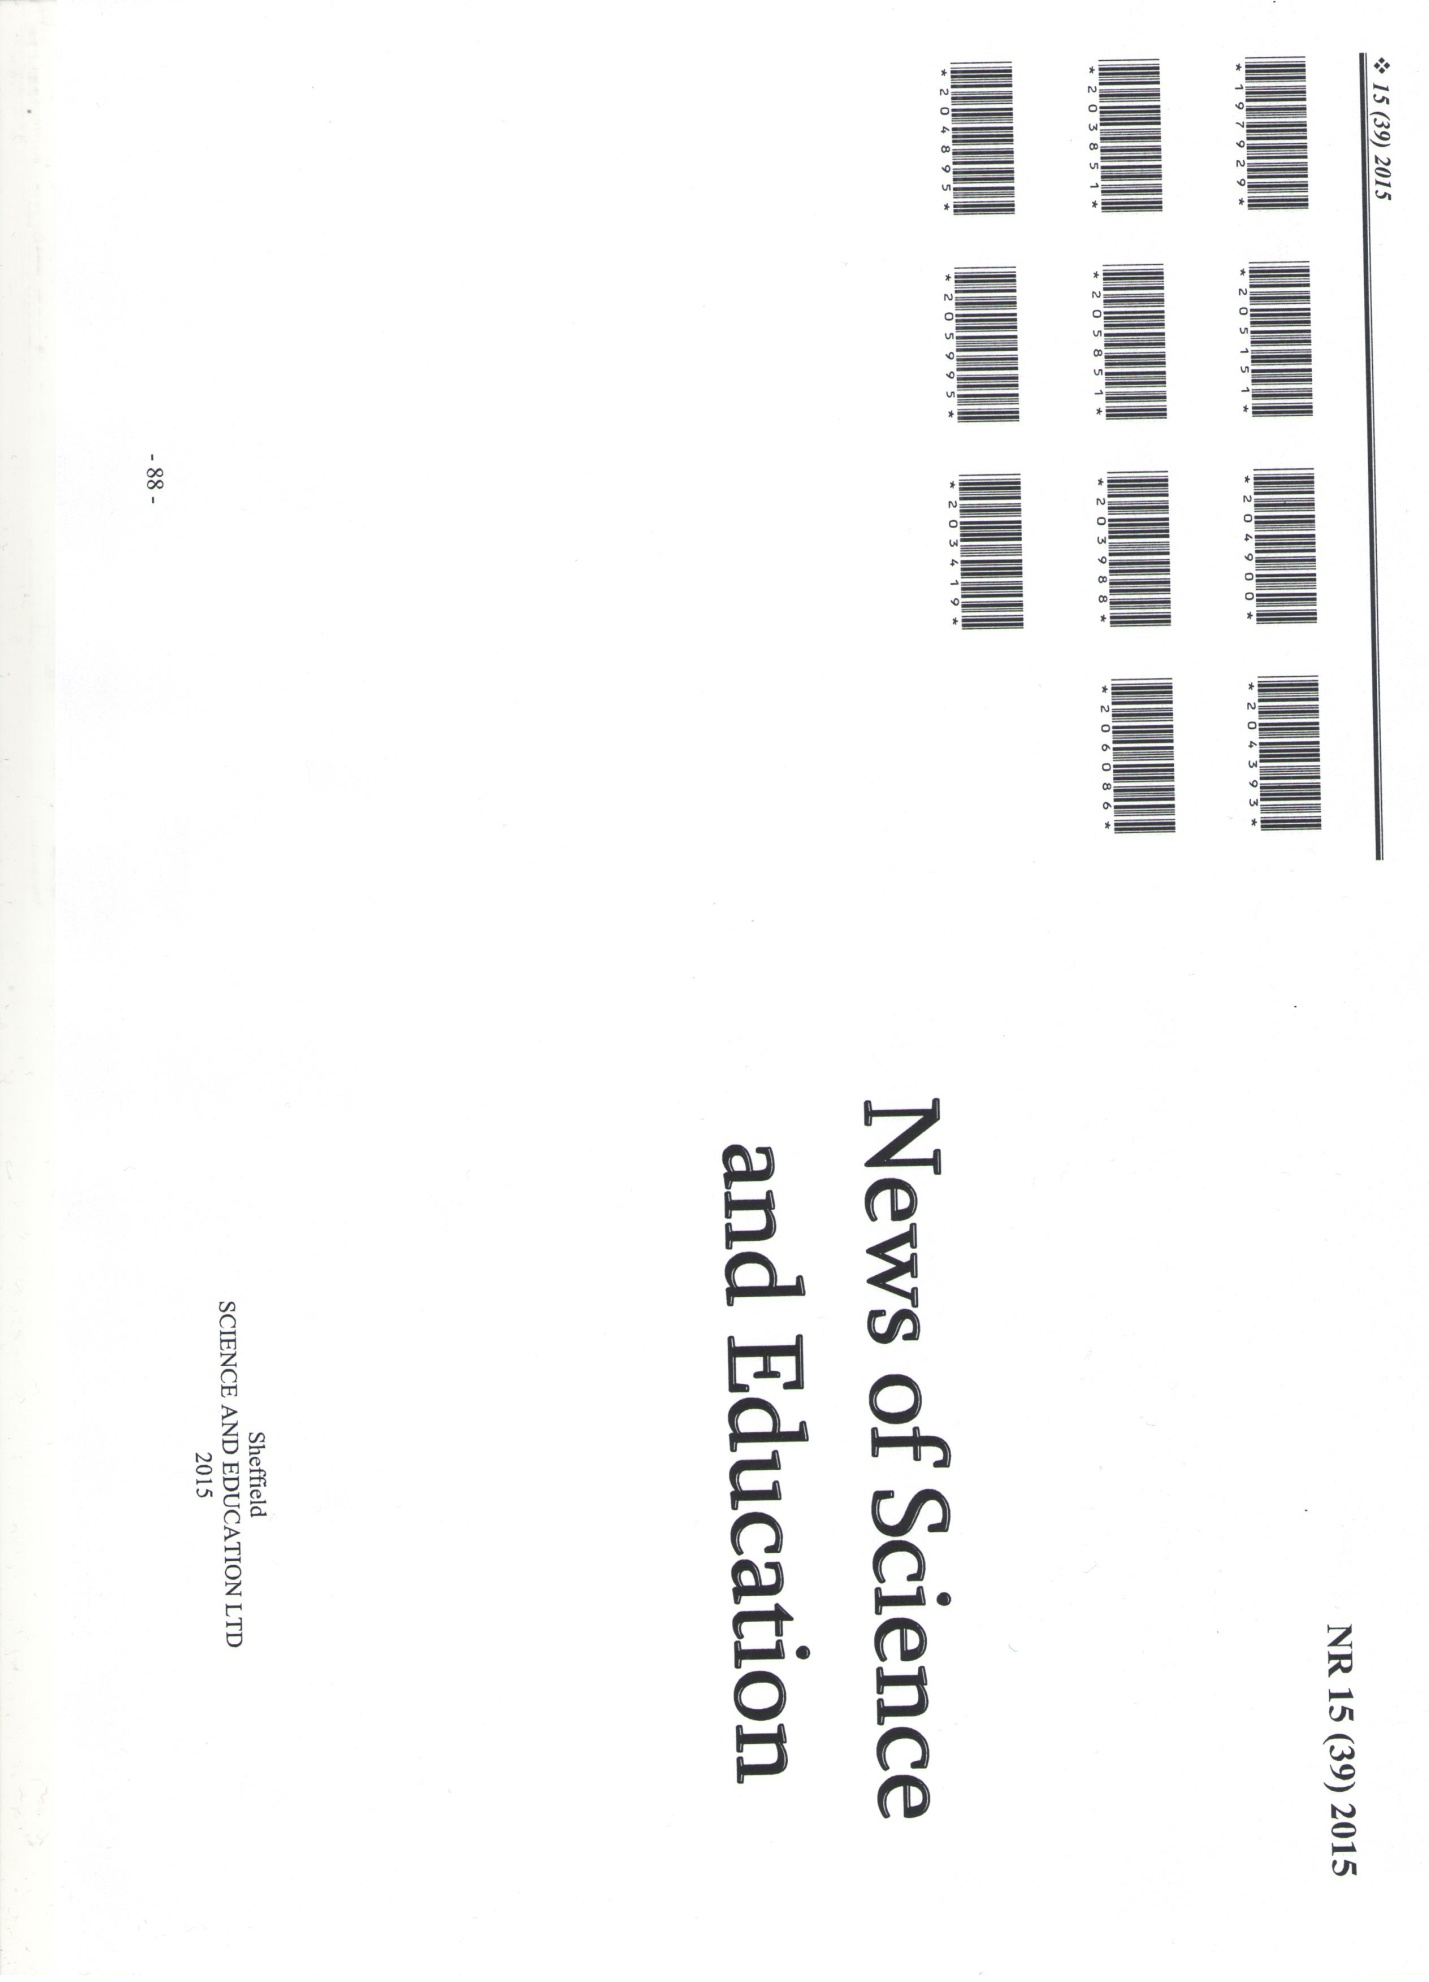 ❖ 15 (39) 2015
*197929* *205151* *204900* *204393*
*203851* *205851* *203988* *206086*
*204895* *205995* *203419*
- 88 -
NR 15 (39) 2015
News of Science
and Education
Sheffield
SCIENCE AND EDUCATION LTD
2015